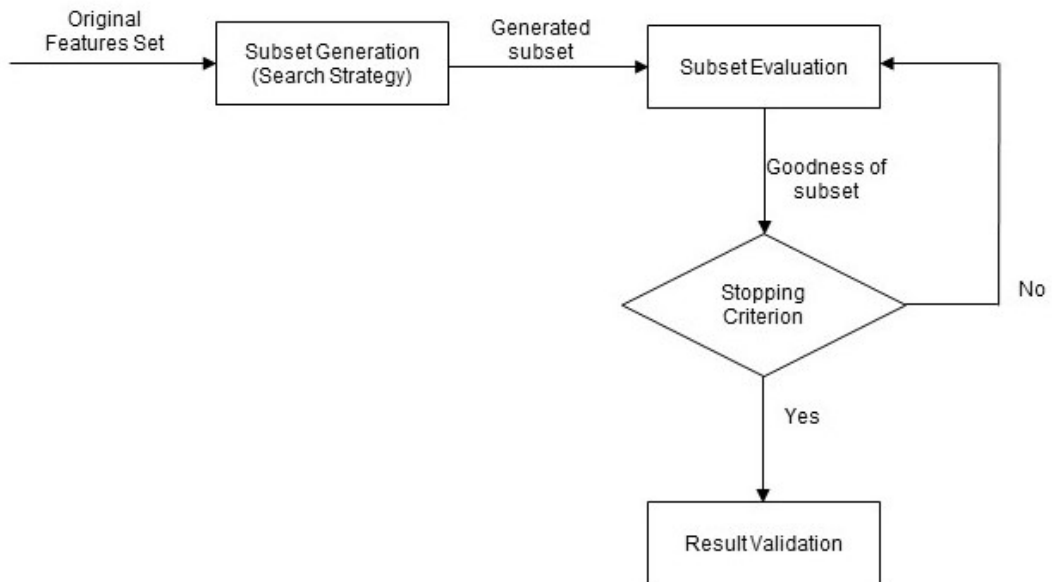 Original
Features Set
Subset Generation
(Search Strategy)
Generated
subset
Subset Evaluation
Goodness of
subset
Stopping
Criterion
No
Yes
Result Validation